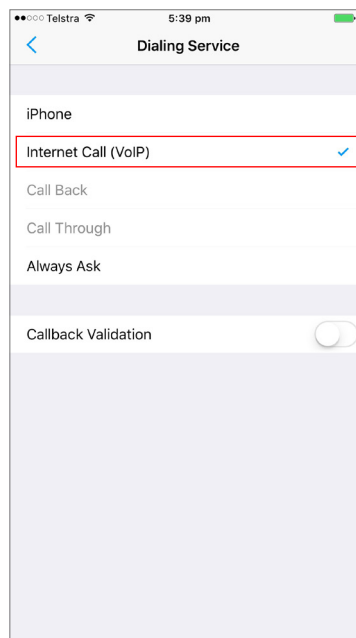 Telstra 5:39 pm
Dialing Service
iPhone
Internet Call (VoIP)
Call Back
Call Through
Always Ask
Callback Validation